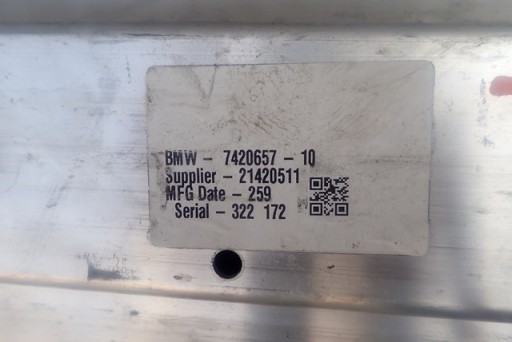 BMW - 7420657 - 10
Supplier - 21420511
MFG Date - 259
Serial - 322 172